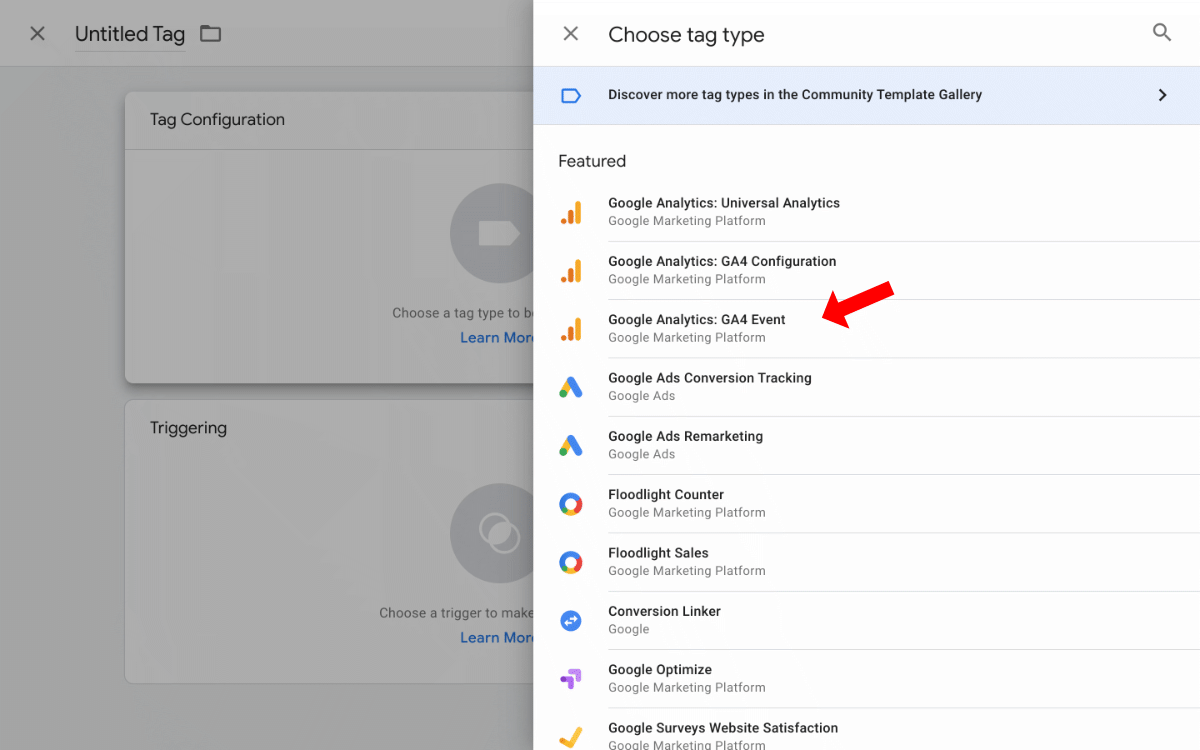 Untitled Tag
Tag Configuration
Choose a tag type to
Learn More
Triggering
Choose a trigger to make
Learn More
Choose tag type
Discover more tag types in the Community Template Gallery
Featured
Google Analytics: Universal Analytics
Google Marketing Platform
Google Analytics: GA4 Configuration
Google Marketing Platform
Google Analytics: GA4 Event
Google Marketing Platform
Google Ads Conversion Tracking
Google Ads
Google Ads Remarketing
Google Ads
Floodlight Counter
Google Marketing Platform
Floodlight Sales
Google Marketing Platform
Conversion Linker
Google
Google Optimize
Google Marketing Platform
Google Surveys Website Satisfaction
Google Marketing Platform